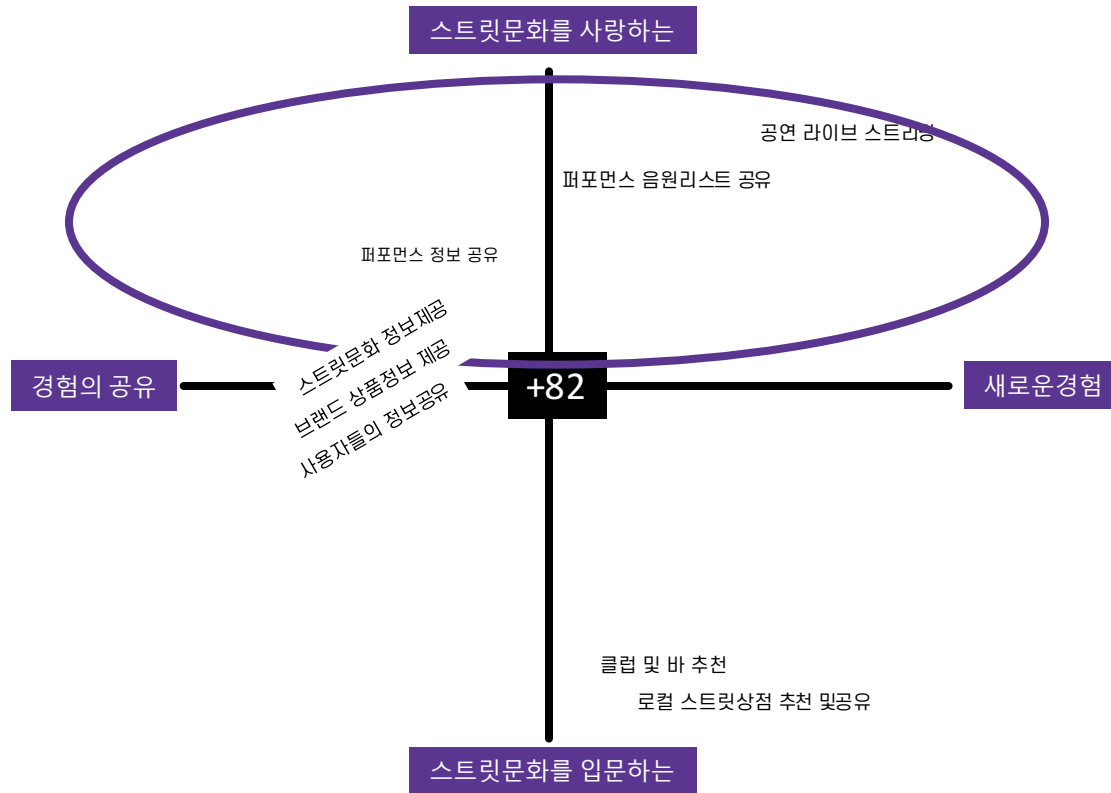 스트릿문화를 사랑하는
공연 라이브 스트리밍
퍼포먼스 음원리스트 공유
퍼포먼스 정보 공유
스트릿문화 정보제공
브랜드 상품정보 제공
사용자들의 정보공유
경험의 공유
+82
새로운경험
클럽 및 바 추천
로컬 스트릿상점 추천 및공유
스트릿문화를 입문하는